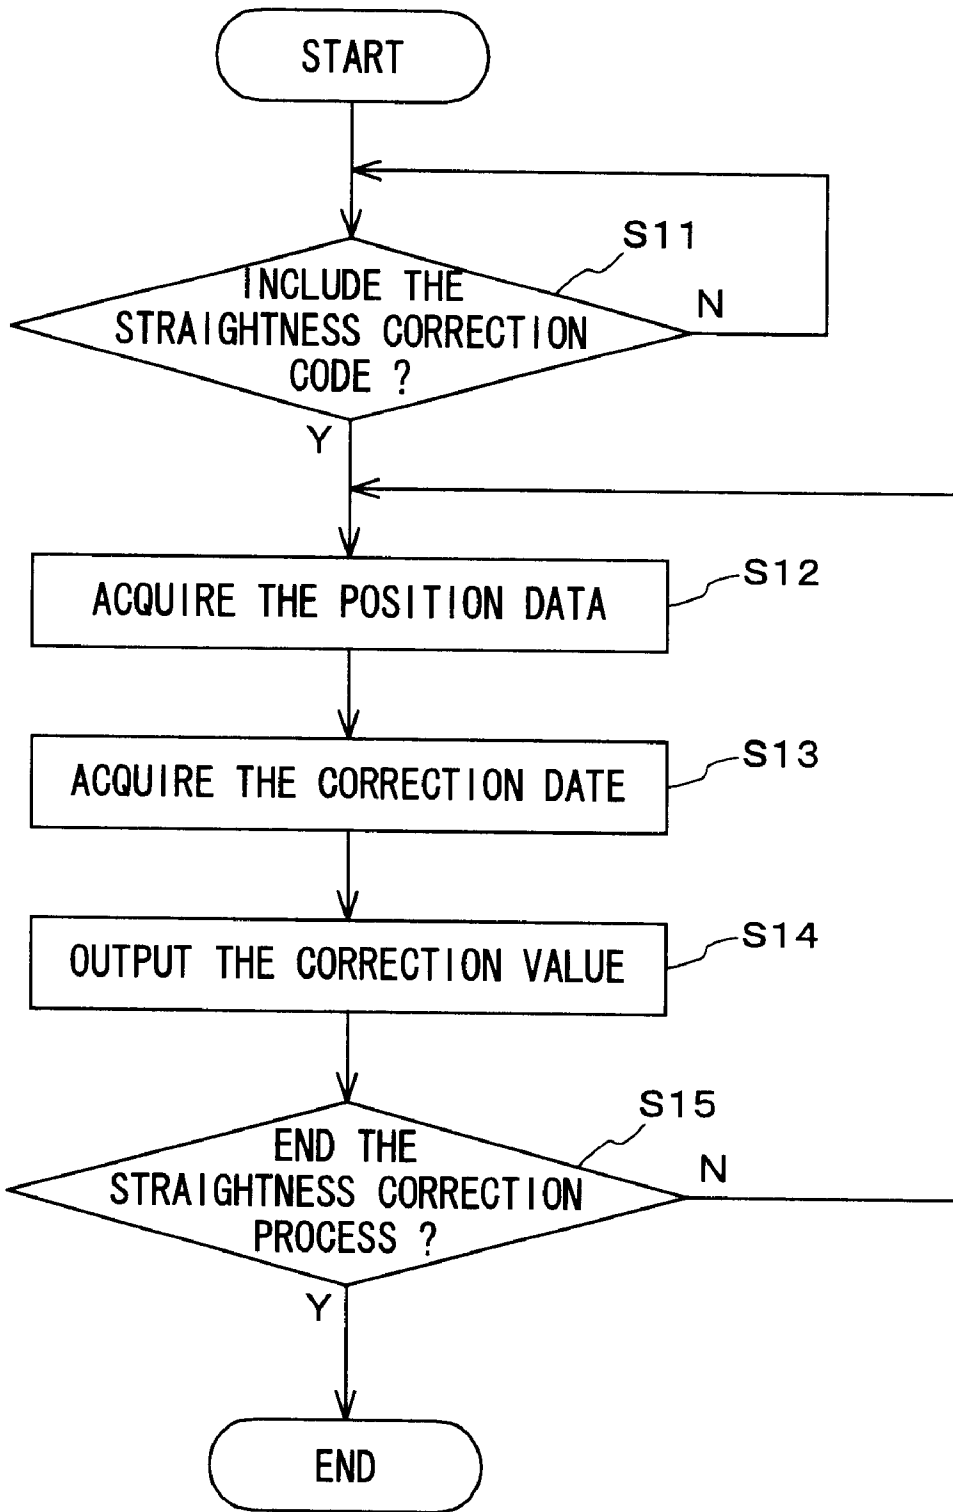 START
S11
INCLUDE THE
STRAIGHTNESS CORRECTION
CODE ?
N
Y
S12
ACQUIRE THE POSITION DATA
S13
ACQUIRE THE CORRECTION DATE
S14
OUTPUT THE CORRECTION VALUE
S15
END THE
STRAIGHTNESS CORRECTION
PROCESS ?
N
Y
END